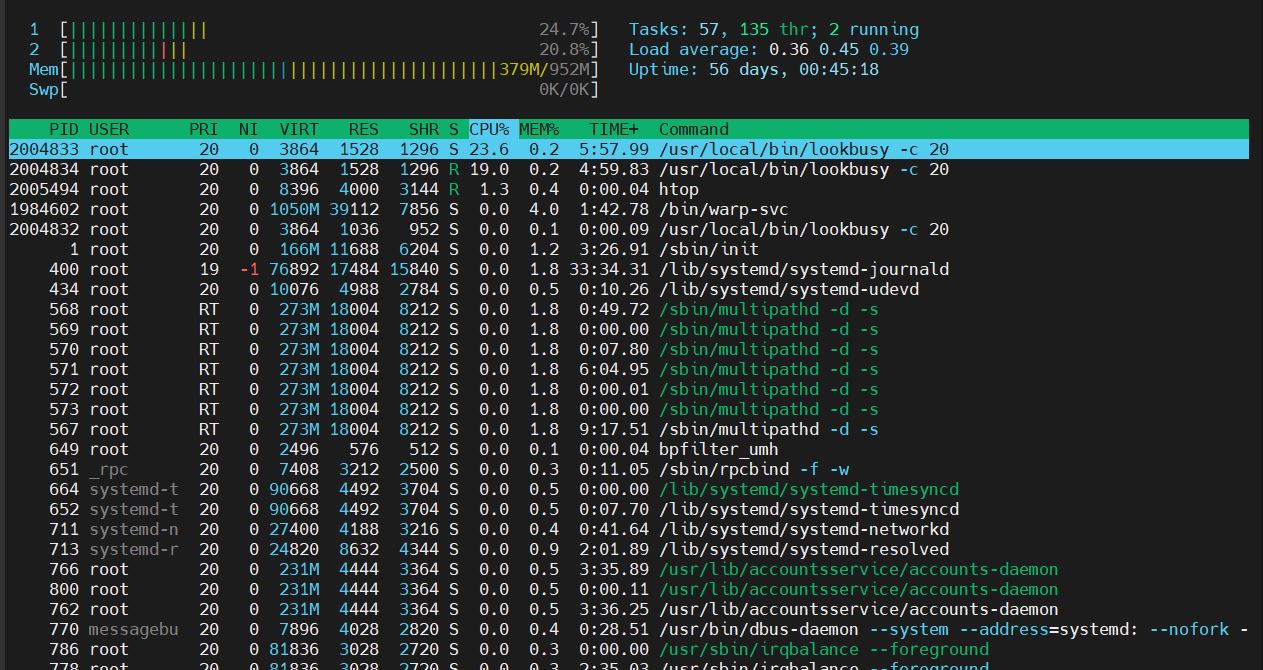 1 [||||||||||||||                                 24.7%] Tasks: 57, 135 thr; 2 running
2 [||||||||||||                                   20.8%] Load average: 0.36 0.45 0.39
Mem[|||||||||||||||||||||||||||||||||||||||||||379M/952M] Uptime: 56 days, 00:45:18
Swp[                                              0K/0K]
PID USER PRI NI VIRT RES SHR S CPU% MEM% TIME+ Command
2004833 root 20 0 3864 1528 1296 S 23.6 0.2 5:57.99 /usr/local/bin/lookbusy -c 20
2004834 root 20 0 3864 1528 1296 R 19.0 0.2 4:59.83 /usr/local/bin/lookbusy -c 20
2005494 root 20 0 8396 4000 3144 R 1.3 0.4 0:00.04 htop
1984602 root 20 0 1050M 39112 7856 S 0.0 4.0 1:42.78 /bin/warp-svc
2004832 root 20 0 3864 1036 952 S 0.0 0.1 0:00.09 /usr/local/bin/lookbusy -c 20
1 root 20 0 166M 11688 6204 S 0.0 1.2 3:26.91 /sbin/init
400 root 19 -1 76892 17484 15840 S 0.0 1.8 33:34.31 /lib/systemd/systemd-journald
434 root 20 0 10076 4988 2784 S 0.0 0.5 0:10.26 /lib/systemd/systemd-udevd
568 root RT 0 273M 18004 8212 S 0.0 1.8 0:49.72 /sbin/multipathd -d -s
569 root RT 0 273M 18004 8212 S 0.0 1.8 0:00.00 /sbin/multipathd -d -s
570 root RT 0 273M 18004 8212 S 0.0 1.8 0:07.80 /sbin/multipathd -d -s
571 root RT 0 273M 18004 8212 S 0.0 1.8 6:04.95 /sbin/multipathd -d -s
572 root RT 0 273M 18004 8212 S 0.0 1.8 0:00.01 /sbin/multipathd -d -s
573 root RT 0 273M 18004 8212 S 0.0 1.8 0:00.00 /sbin/multipathd -d -s
567 root RT 0 273M 18004 8212 S 0.0 1.8 9:17.51 /sbin/multipathd -d -s
649 root 20 0 2496 576 512 S 0.0 0.1 0:00.04 bpfilter_umh
651 _rpc 20 0 7408 3212 2500 S 0.0 0.3 0:11.05 /sbin/rpcbind -f -w
664 systemd-t 20 0 90668 4492 3704 S 0.0 0.5 0:00.00 /lib/systemd/systemd-timesyncd
652 systemd-t 20 0 90668 4492 3704 S 0.0 0.5 0:07.70 /lib/systemd/systemd-timesyncd
711 systemd-n 20 0 27400 4188 3216 S 0.0 0.4 0:41.64 /lib/systemd/systemd-networkd
713 systemd-r 20 0 24820 8632 4344 S 0.0 0.9 2:01.89 /lib/systemd/systemd-resolved
766 root 20 0 231M 4444 3364 S 0.0 0.5 3:35.89 /usr/lib/accountsservice/accounts-daemon
800 root 20 0 231M 4444 3364 S 0.0 0.5 0:00.11 /usr/lib/accountsservice/accounts-daemon
762 root 20 0 231M 4444 3364 S 0.0 0.5 3:36.25 /usr/lib/accountsservice/accounts-daemon
770 messagebu 20 0 7896 4028 2820 S 0.0 0.4 0:28.51 /usr/bin/dbus-daemon --system --address=systemd: --nofork -
786 root 20 0 81836 3028 2720 S 0.0 0.3 0:00.00 /usr/sbin/irqbalance --foreground
778 root 20 0 81836 3028 2720 S 0.0 0.3 2:35.03 /usr/sbin/irqbalance --foreground